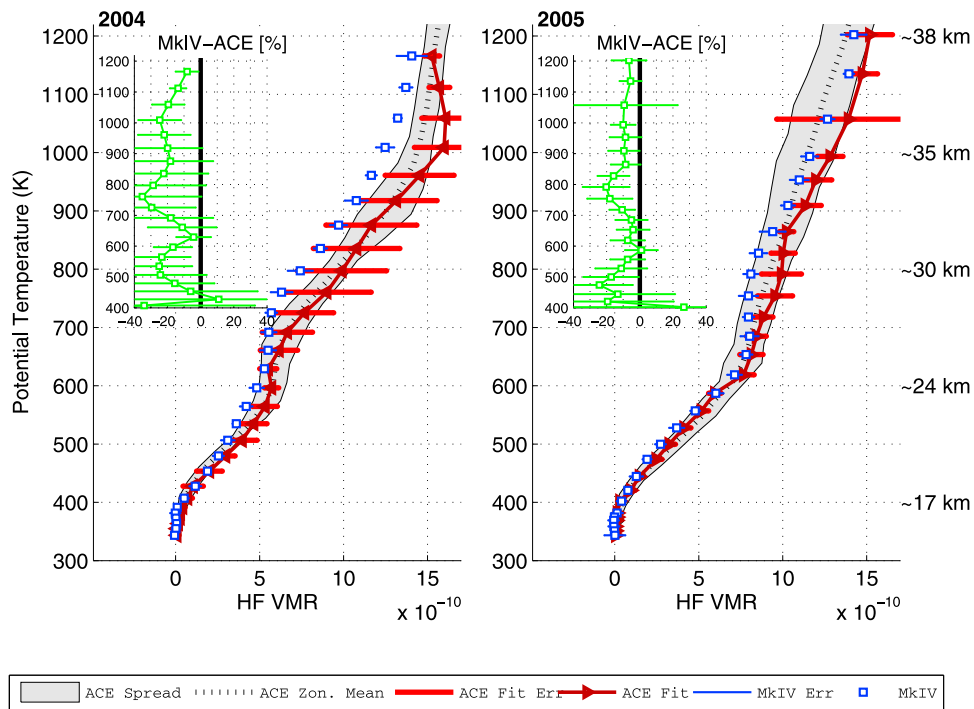 2004
2005
MkIV−ACE [%]
MkIV−ACE [%]
1200
1100
1000
900
800
700
600
500
400
−40 −20 0 20 40
1200
1100
1000
900
800
700
600
500
400
−40 −20 0 20 40
Potential Temperature (K)
1200
1100
1000
900
800
700
600
500
400
300
0 5 10 15
HF VMR
x 10−10
1200
1100
1000
900
800
700
600
500
400
300
0 5 10 15
HF VMR
x 10−10
~38 km
~35 km
~30 km
~24 km
~17 km
ACE Spread ACE Zon. Mean ACE Fit Err ACE Fit MkIV Err MkIV